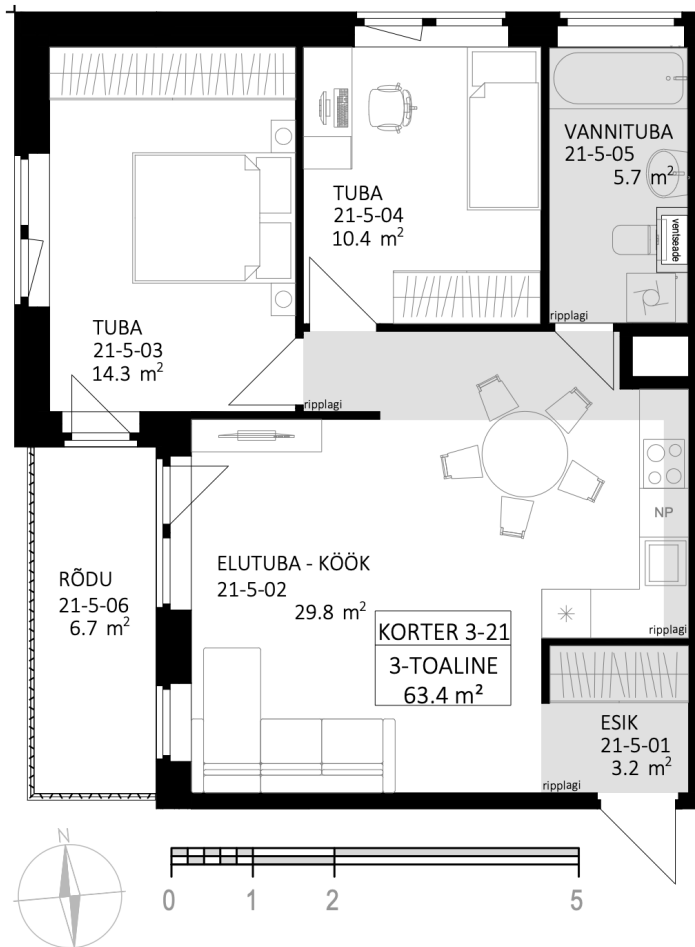 VANNITUBA
21-5-05
5.7 m²
ventseade
ripplagi
TUBA
21-5-04
10.4 m²
TUBA
21-5-03
14.3 m²
ripplagi
NP
ELUTUBA - KÖÖK
21-5-02
29.8 m²
RÕDU
21-5-06
6.7 m²
KORTER 3-21
3-TOALINE
63.4 m²
ripplagi
ESIK
21-5-01
3.2 m²
ripplagi
N
0 1 2 5